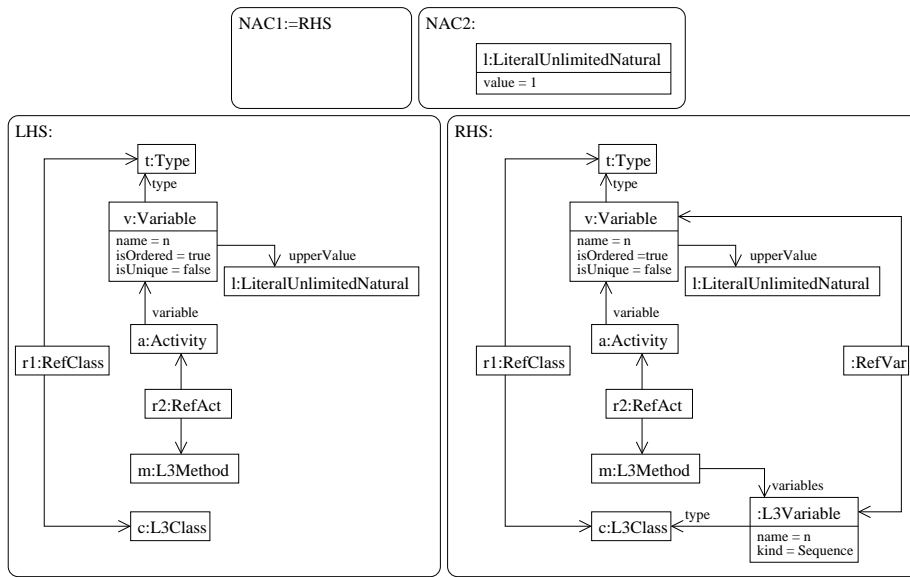 NAC1:=RHS
NAC2:
l:LiteralUnlimitedNatural
value = 1
LHS:
t:Type
type
v:Variable
name = n
isOrdered = true
isUnique = false
upperValue
l:LiteralUnlimitedNatural
variable
a:Activity
r1:RefClass
r2:RefAct
m:L3Method
c:L3Class
RHS:
t:Type
type
v:Variable
name = n
isOrdered =true
isUnique = false
upperValue
l:LiteralUnlimitedNatural
variable
a:Activity
r1:RefClass
:RefVar
r2:RefAct
m:L3Method
variables
c:L3Class
type
:L3Variable
name = n
kind = Sequence